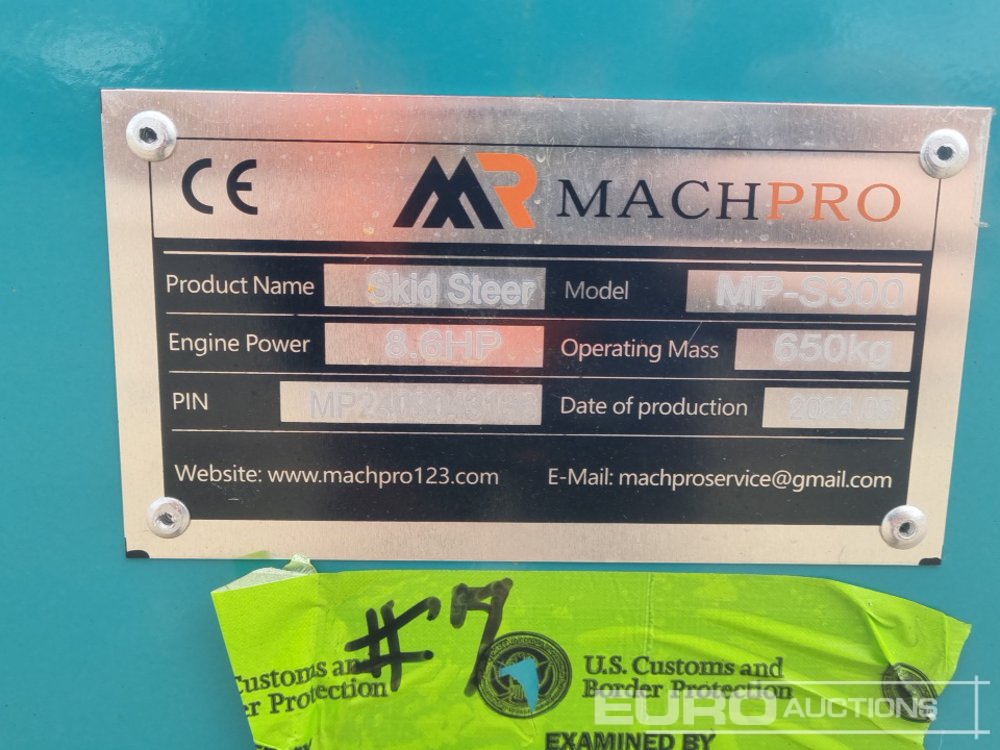 CE MR MACHPRO
Product Name Skid Steer Model MP-S300
Engine Power 8.6HP Operating Mass 650kg
PIN Date of production
Website: www.machpro123.com E-Mail: machproservice@gmail.com
#7
Customs and
er Protection
U.S. Customs and
Border Protection
EXAMINED BY
EURO AUCTIONS